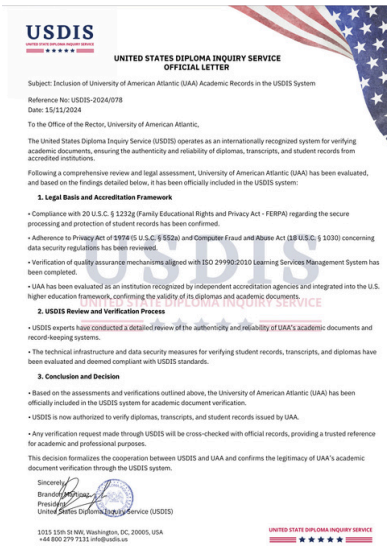 USDIS
UNITED STATES DIPLOMA INQUIRY SERVICE
UNITED STATES DIPLOMA INQUIRY SERVICE
OFFICIAL LETTER
Subject: Inclusion of University of American Atlantic (UAA) Academic Records in the USDIS System
Reference No: USDIS-2024/078
Date: 15/11/2024
To the Office of the Rector, University of American Atlantic,
The United States Diploma Inquiry Service (USDIS) operates as an internationally recognized system for verifying
academic documents, ensuring the authenticity and reliability of diplomas, transcripts, and student records from
accredited institutions.
Following a comprehensive review and legal assessment, University of American Atlantic (UAA) has been evaluated,
and based on the findings detailed below, it has been officially included in the USDIS system:
1. Legal Basis and Accreditation Framework
• Compliance with 20 U.S.C. § 1232g (Family Educational Rights and Privacy Act - FERPA) regarding the secure
processing and protection of student records has been confirmed.
• Adherence to Privacy Act of 1974 (5 U.S.C. § 552a) and Computer Fraud and Abuse Act (18 U.S.C. § 1030) concerning
data security regulations has been reviewed.
• Verification of quality assurance mechanisms aligned with ISO 29990:2010 Learning Services Management System has
been completed.
• UAA has been evaluated as an institution recognized by independent accreditation agencies and integrated into the U.S.
higher education framework, confirming the validity of its diplomas and academic documents.
USDIS
UNITED STATES DIPLOMA INQUIRY SERVICE
2. USDIS Review and Verification Process
• USDIS experts have conducted a detailed review of the authenticity and reliability of UAA's academic documents and
record-keeping systems.
• The technical infrastructure and data security measures for verifying student records, transcripts, and diplomas have
been evaluated and deemed compliant with USDIS standards.
3. Conclusion and Decision
• Based on the assessments and verifications outlined above, the University of American Atlantic (UAA) has been
officially included in the USDIS system for academic document verification.
• USDIS is now authorized to verify diplomas, transcripts, and student records issued by UAA.
• Any verification request made through USDIS will be cross-checked with official records, providing a trusted reference
for academic and professional purposes.
This decision formalizes the cooperation between USDIS and UAA and confirms the legitimacy of UAA's academic
document verification through the USDIS system.
Sincerely,
Brandon Martinez
President
United States Diploma Inquiry Service (USDIS)
1015 15th St NW, Washington, DC, 20005, USA
+44 800 279 7131 info@usdis.us
UNITED STATES DIPLOMA INQUIRY SERVICE